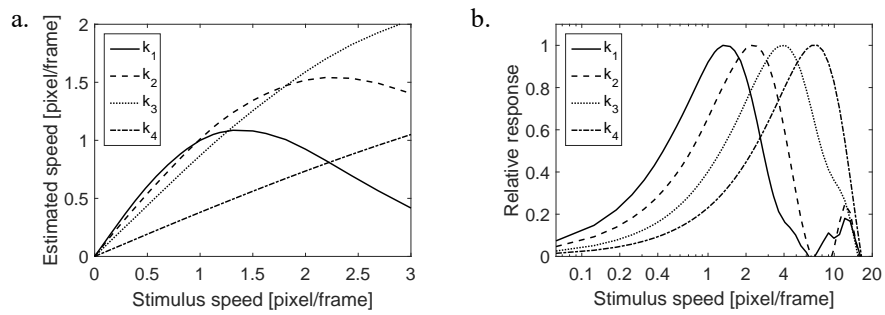 a.
Estimated speed [pixel/frame]
2
1.5
1
0.5
0
0 0.5 1 1.5 2 2.5 3
Stimulus speed [pixel/frame]
k1
k2
k3
k4
b.
Relative response
1
0.8
0.6
0.4
0.2
0
0.1 0.2 0.4 1 2 4 10 20
Stimulus speed [pixel/frame]
k1
k2
k3
k4